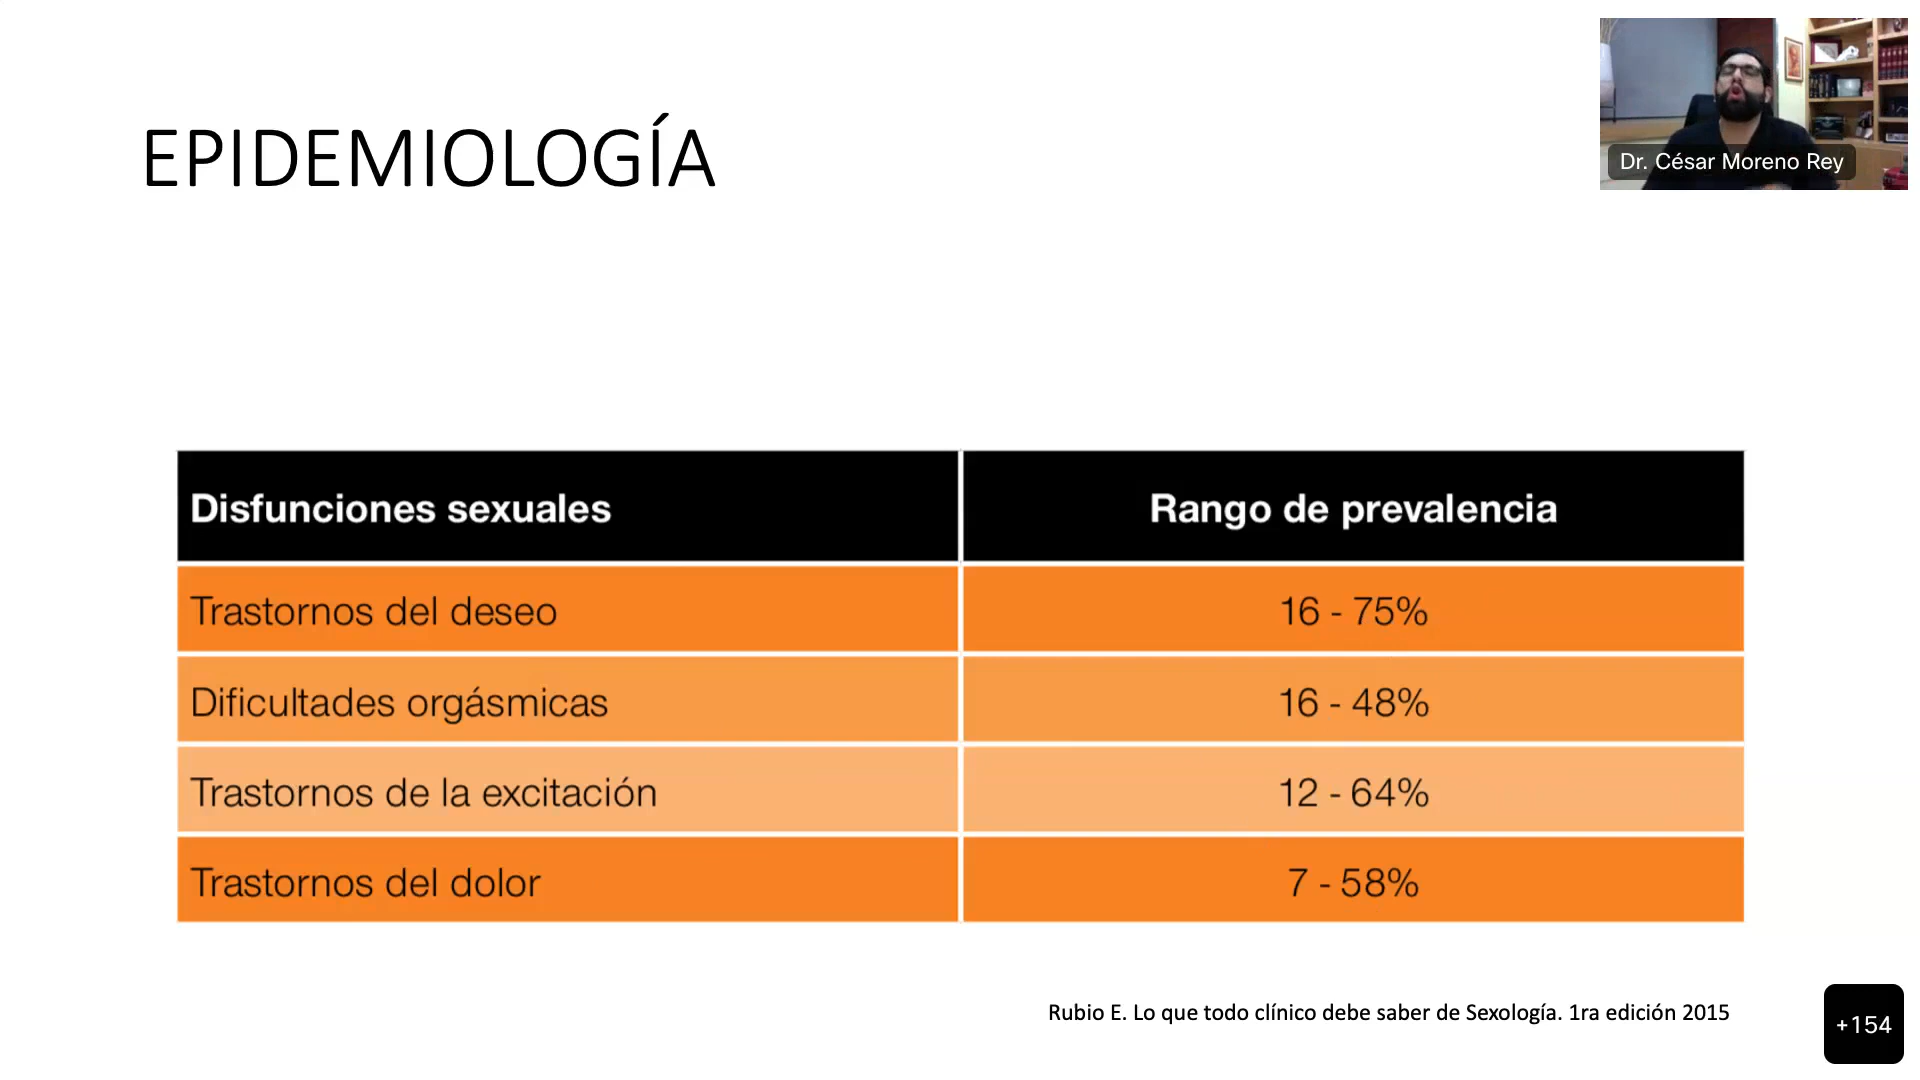 Dr. César Moreno Rey
EPIDEMIOLOGÍA
Disfunciones sexuales Rango de prevalencia
Trastornos del deseo 16 - 75%
Dificultades orgásmicas 16 - 48%
Trastornos de la excitación 12 - 64%
Trastornos del dolor 7 - 58%
Rubio E. Lo que todo clínico debe saber de Sexología. 1ra edición 2015
+154